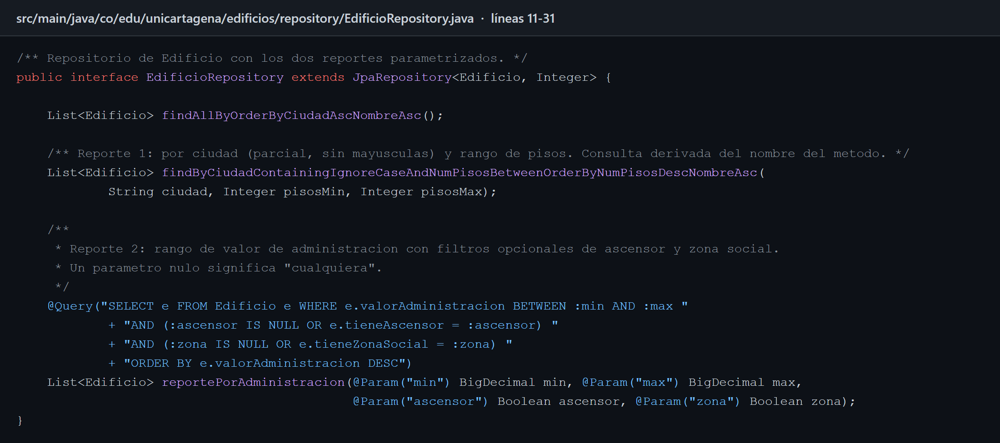 src/main/java/co/edu/unicartagena/edificios/repository/EdificioRepository.java · líneas 11-31
/** Repositorio de Edificio con los dos reportes parametrizados. */
public interface EdificioRepository extends JpaRepository<Edificio, Integer> {
    List<Edificio> findAllByOrderByCiudadAscNombreAsc();
    /** Reporte 1: por ciudad (parcial, sin mayusculas) y rango de pisos. Consulta derivada del nombre del metodo. */
    List<Edificio> findByCiudadContainingIgnoreCaseAndNumPisosBetweenOrderByNumPisosDescNombreAsc(
            String ciudad, Integer pisosMin, Integer pisosMax);
    /**
     * Reporte 2: rango de valor de administracion con filtros opcionales de ascensor y zona social.
     * Un parametro nulo significa "cualquiera".
     */
    @Query("SELECT e FROM Edificio e WHERE e.valorAdministracion BETWEEN :min AND :max "
            + "AND (:ascensor IS NULL OR e.tieneAscensor = :ascensor) "
            + "AND (:zona IS NULL OR e.tieneZonaSocial = :zona) "
            + "ORDER BY e.valorAdministracion DESC")
    List<Edificio> reportePorAdministracion(@Param("min") BigDecimal min, @Param("max") BigDecimal max,
                                            @Param("ascensor") Boolean ascensor, @Param("zona") Boolean zona);
}